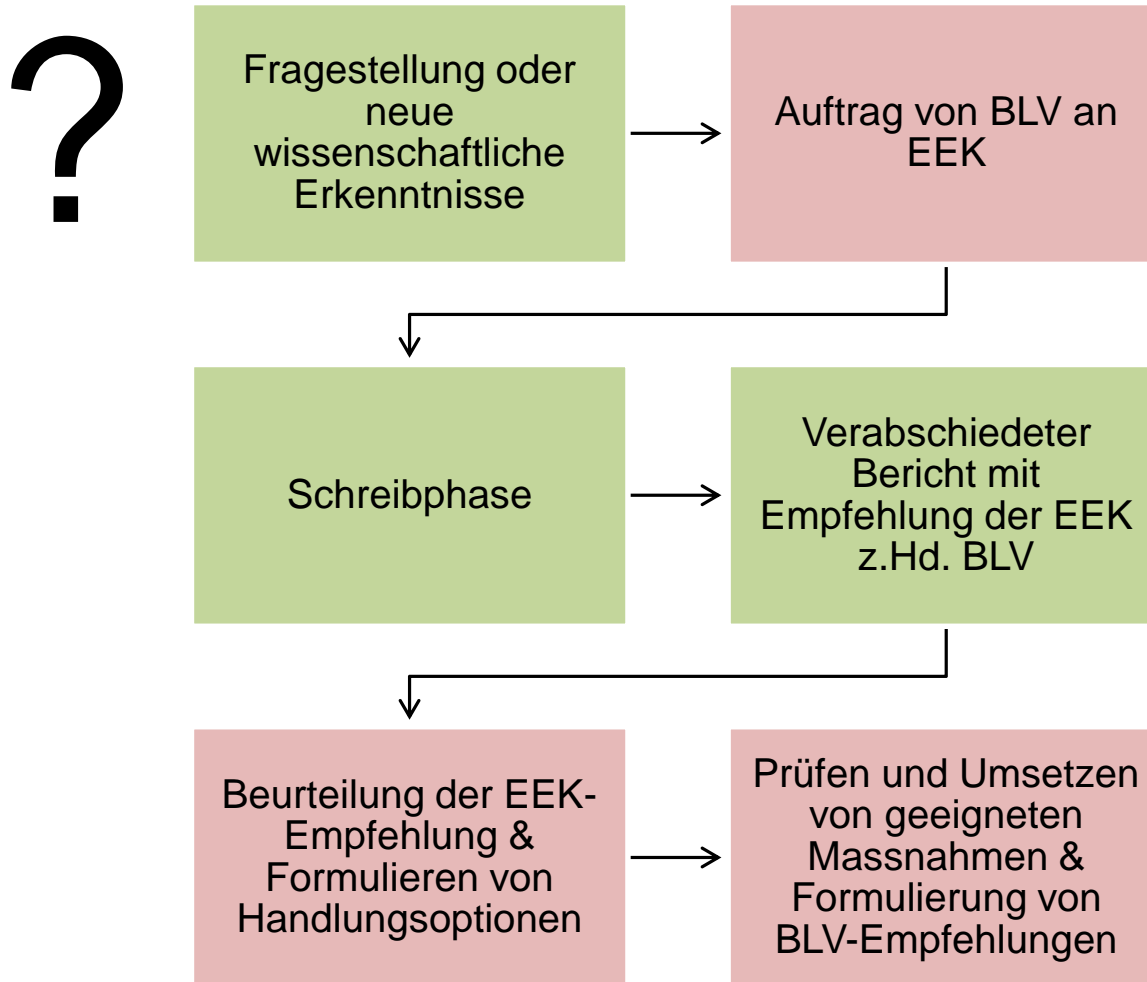 ?
Fragestellung oder
neue
wissenschaftliche
Erkenntnisse
Auftrag von BLV an
EEK
Schreibphase
Verabschiedeter
Bericht mit
Empfehlung der EEK
z.Hd. BLV
Beurteilung der EEK-
Empfehlung &
Formulieren von
Handlungsoptionen
Prüfen und Umsetzen
von geeigneten
Massnahmen &
Formulierung von
BLV-Empfehlungen